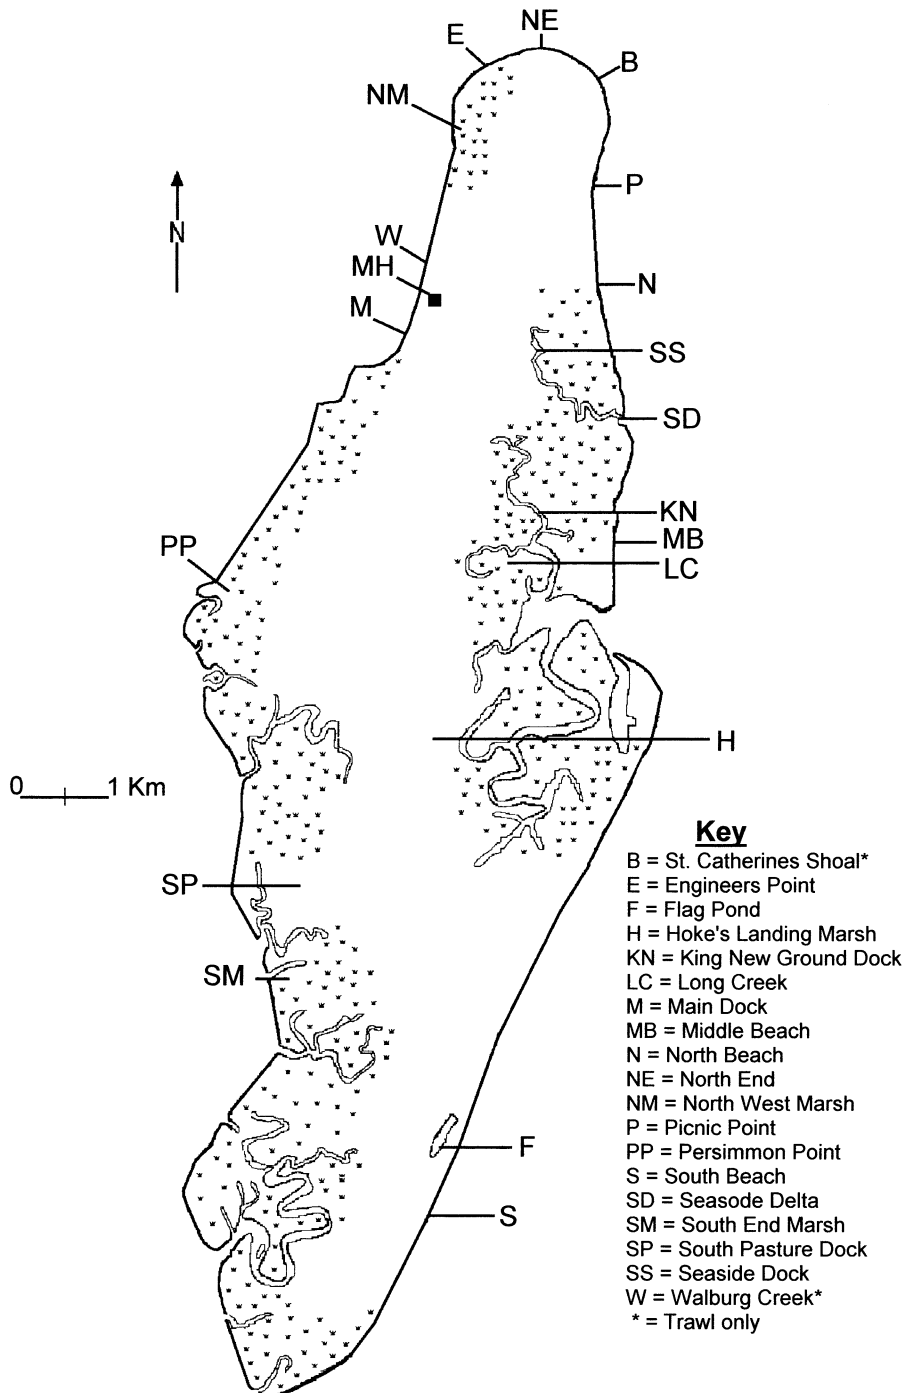 NE
E
B
NM
P
N
W
MH
N
M
SS
SD
KN
PP
MB
LC
H
0 1 Km
Key
B = St. Catherines Shoal*
E = Engineers Point
SP
F = Flag Pond
H = Hoke's Landing Marsh
KN = King New Ground Dock
SM
LC = Long Creek
M = Main Dock
MB = Middle Beach
N = North Beach
NE = North End
NM = North West Marsh
P = Picnic Point
F
PP = Persimmon Point
S = South Beach
SD = Seasode Delta
S
SM = South End Marsh
SP = South Pasture Dock
SS = Seaside Dock
W = Walburg Creek*
* = Trawl only